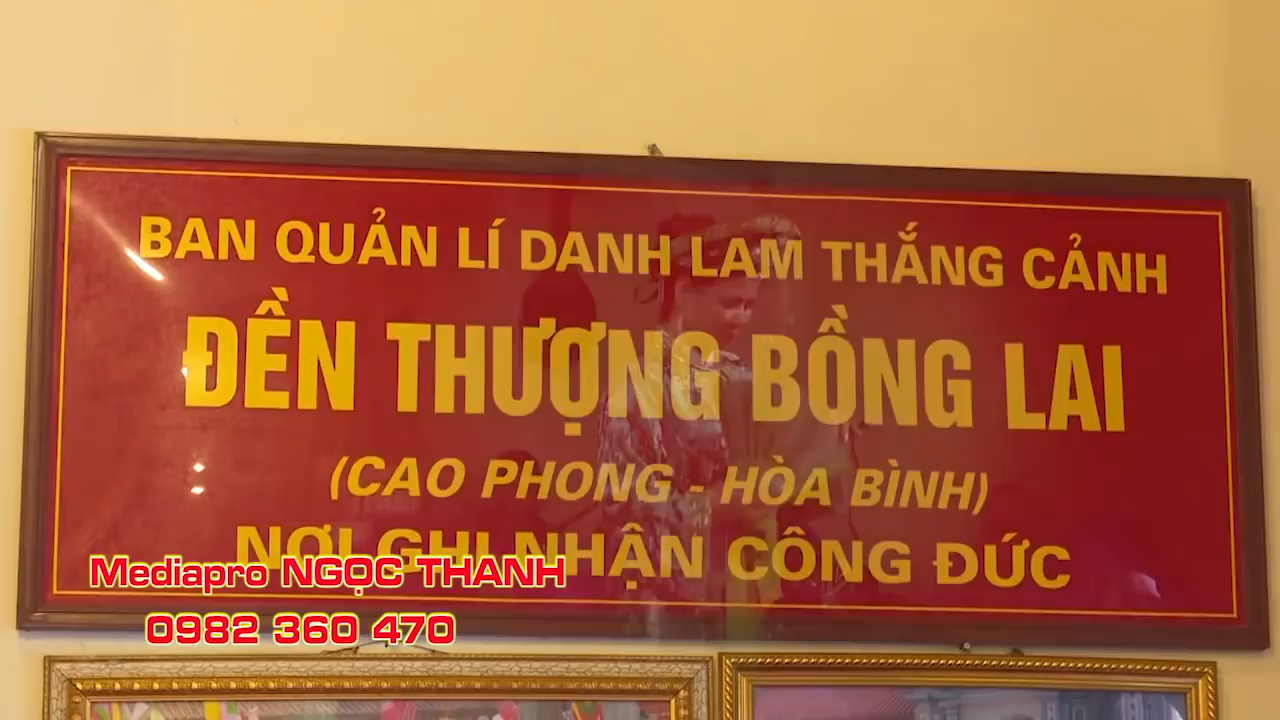 BAN QUẢN LÍ DANH LAM THẮNG CẢNH
ĐỀN THƯỢNG BỒNG LAI
(CAO PHONG - HÒA BÌNH)
NƠI GHI NHẬN CÔNG ĐỨC
Mediapro NGỌC THANH
0982 360 470